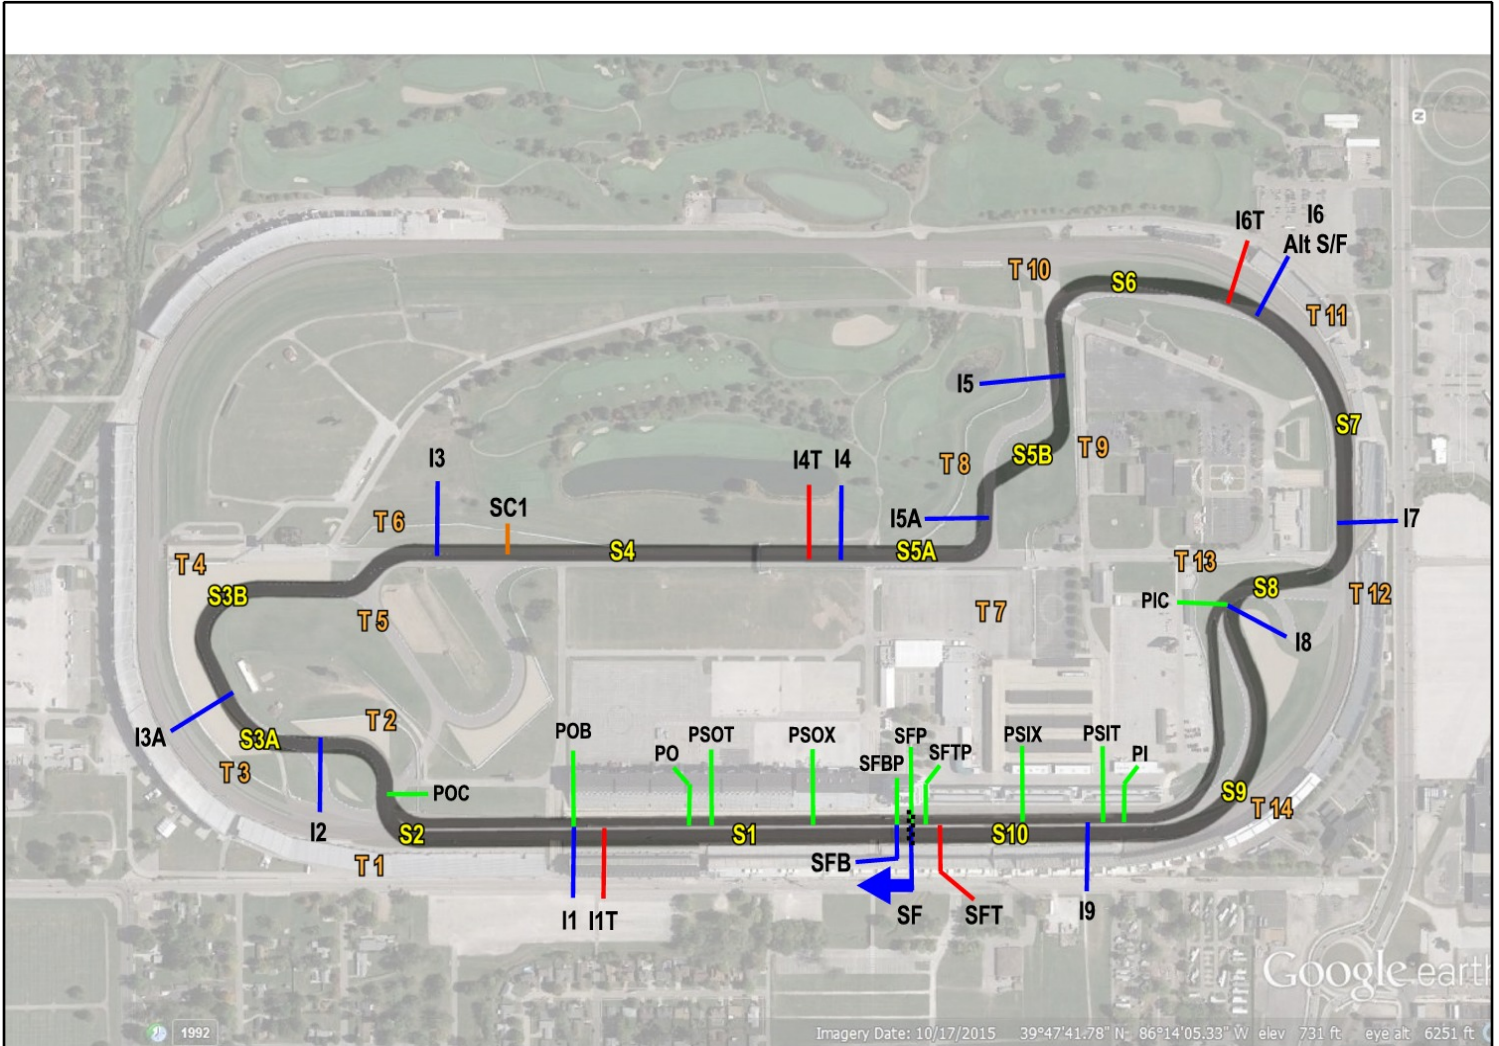 N
I6
I6T
Alt S/F
T 10
S6
T 11
I5
S7
T 9
I3
I4T
I4
T 8
S5B
SC1
I5A
I7
T 6
S4
S5A
T 4
T 13
S8
S3B
PIC
T 12
T 5
T 7
I8
T 2
POB
PSOT
PSOX
SFP
PSIX
PSIT
I3A
S3A
PO
SFTP
PI
SFBP
T 3
POC
S9
T 14
I2
S2
S1
S10
T 1
SFB
I1
I1T
SF
SFT
I9
Google earth
1992
Imagery Date: 10/17/2015 39°47'41.78" N 86°14'05.33" W elev 731 ft eye alt 6251 ft